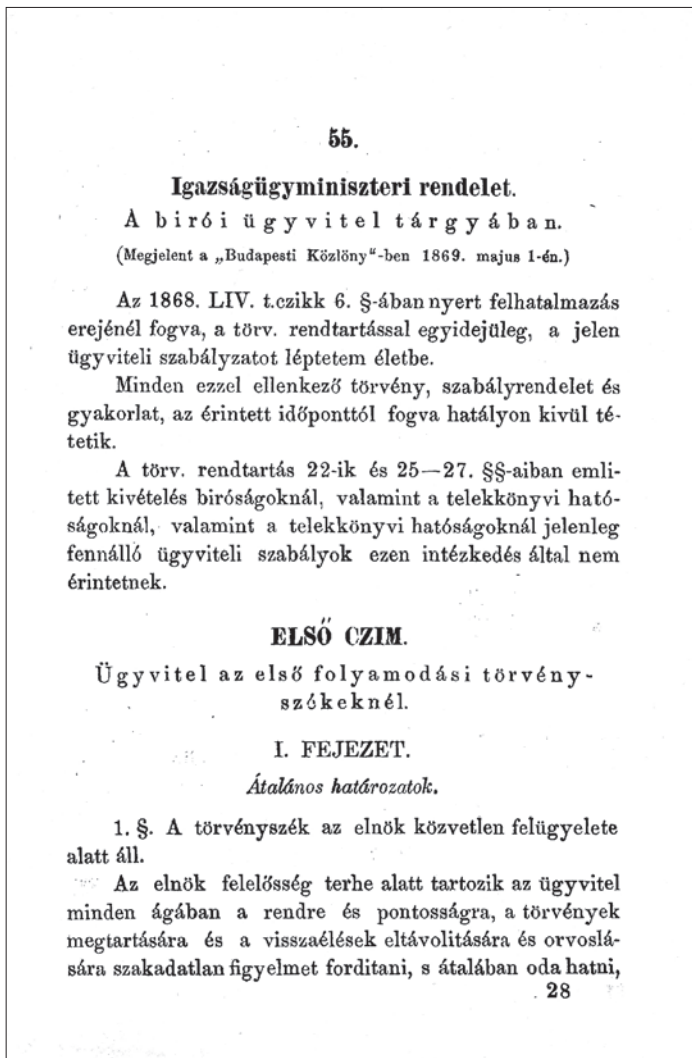 55.
Igazságügyminiszteri rendelet.
A birói ügyvitel tárgyában.
(Megjelent a „Budapesti Közlöny“-ben 1869. majus 1-én.)
Az 1868. LIV. t.czikk 6. §-ában nyert felhatalmazás
erejénél fogva, a törv. rendtartással egyidejüleg, a jelen
ügyviteli szabályzatot léptetem életbe.
Minden ezzel ellenkező törvény, szabályrendelet és
gyakorlat, az érintett időponttól fogva hatályon kivül té-
tetik.
A törv. rendtartás 22-ik és 25—27. §§-aiban emli-
tett kivételés biróságoknál, valamint a telekkönyvi ható-
ságoknál, valamint a telekkönyvi hatóságoknál jelenleg
fennálló ügyviteli szabályok ezen intézkedés által nem
érintetnek.
ELSŐ CZIM.
Ügyvitel az első folyamodási törvény-
székeknél.
I. FEJEZET.
Átalános határozatok.
1. §. A törvényszék az elnök közvetlen felügyelete
alatt áll.
Az elnök felelősség terhe alatt tartozik az ügyvitel
minden ágában a rendre és pontosságra, a törvények
megtartására és a visszaélések eltávolitására és orvoslá-
sára szakadatlan figyelmet forditani, s átalában oda hatni,
28